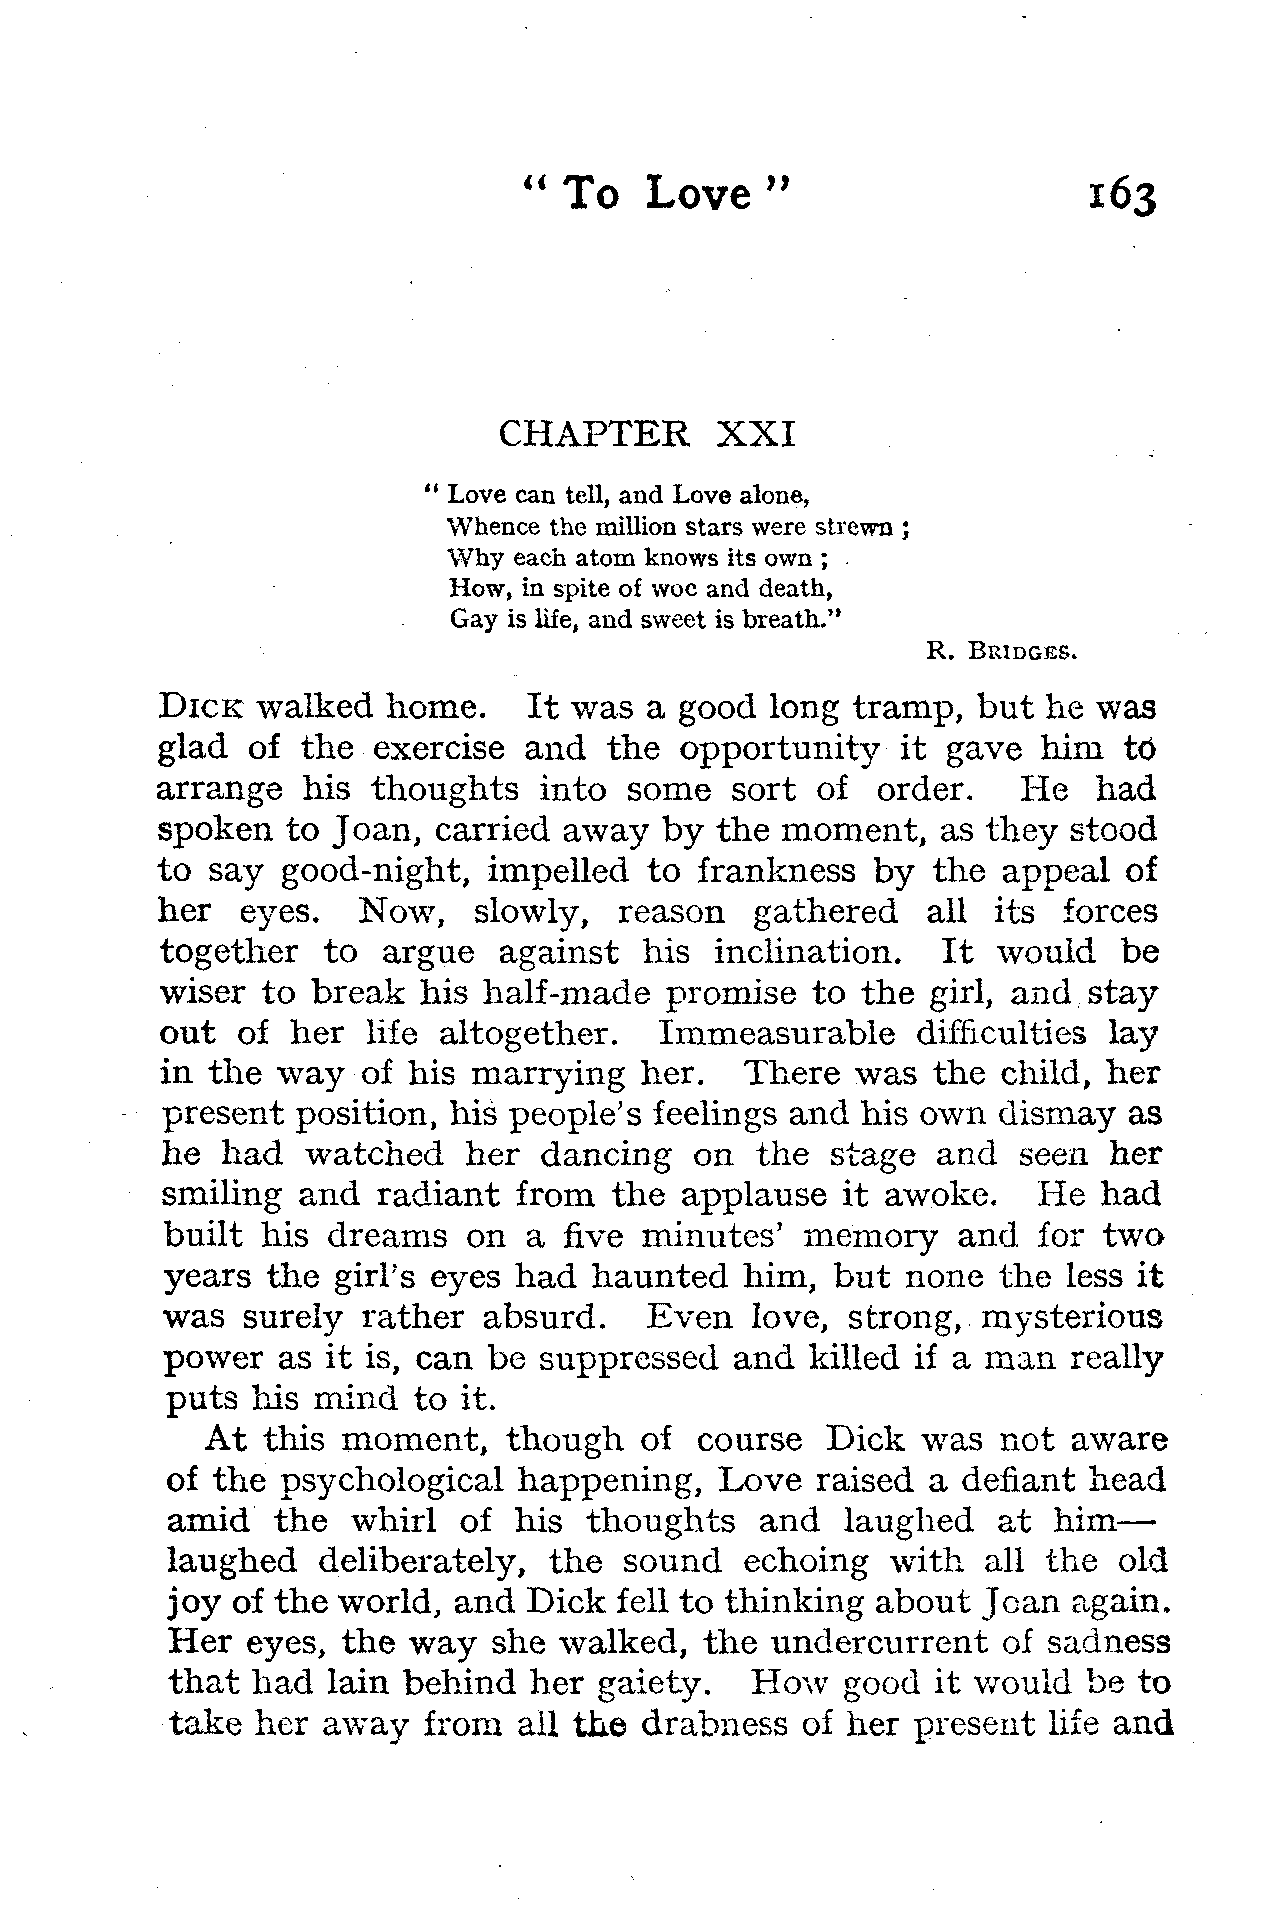 “ To Love ” 163
CHAPTER XXI
“ Love can tell, and Love alone,
Whence the million stars were strewn ;
Why each atom knows its own ;
How, in spite of woe and death,
Gay is life, and sweet is breath.”
R. BRIDGES.
DICK walked home. It was a good long tramp, but he was
glad of the exercise and the opportunity it gave him to
arrange his thoughts into some sort of order. He had
spoken to Joan, carried away by the moment, as they stood
to say good-night, impelled to frankness by the appeal of
her eyes. Now, slowly, reason gathered all its forces
together to argue against his inclination. It would be
wiser to break his half-made promise to the girl, and stay
out of her life altogether. Immeasurable difficulties lay
in the way of his marrying her. There was the child, her
present position, his people’s feelings and his own dismay as
he had watched her dancing on the stage and seen her
smiling and radiant from the applause it awoke. He had
built his dreams on a five minutes’ memory and for two
years the girl’s eyes had haunted him, but none the less it
was surely rather absurd. Even love, strong, mysterious
power as it is, can be suppressed and killed if a man really
puts his mind to it.
At this moment, though of course Dick was not aware
of the psychological happening, Love raised a defiant head
amid the whirl of his thoughts and laughed at him—
laughed deliberately, the sound echoing with all the old
joy of the world, and Dick fell to thinking about Joan again.
Her eyes, the way she walked, the undercurrent of sadness
that had lain behind her gaiety. How good it would be to
take her away from all the drabness of her present life and